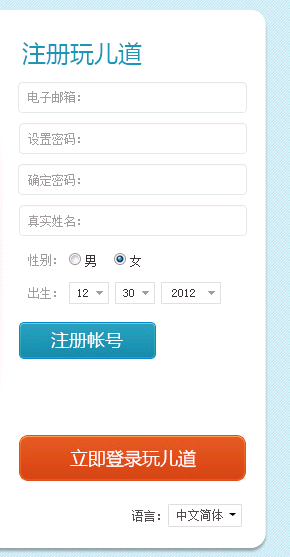 注册玩儿道
电子邮箱：
设置密码：
确定密码：
真实姓名：
性别： 男 女
出生： 12 30 2012
注册帐号
立即登录玩儿道
语言： 中文简体